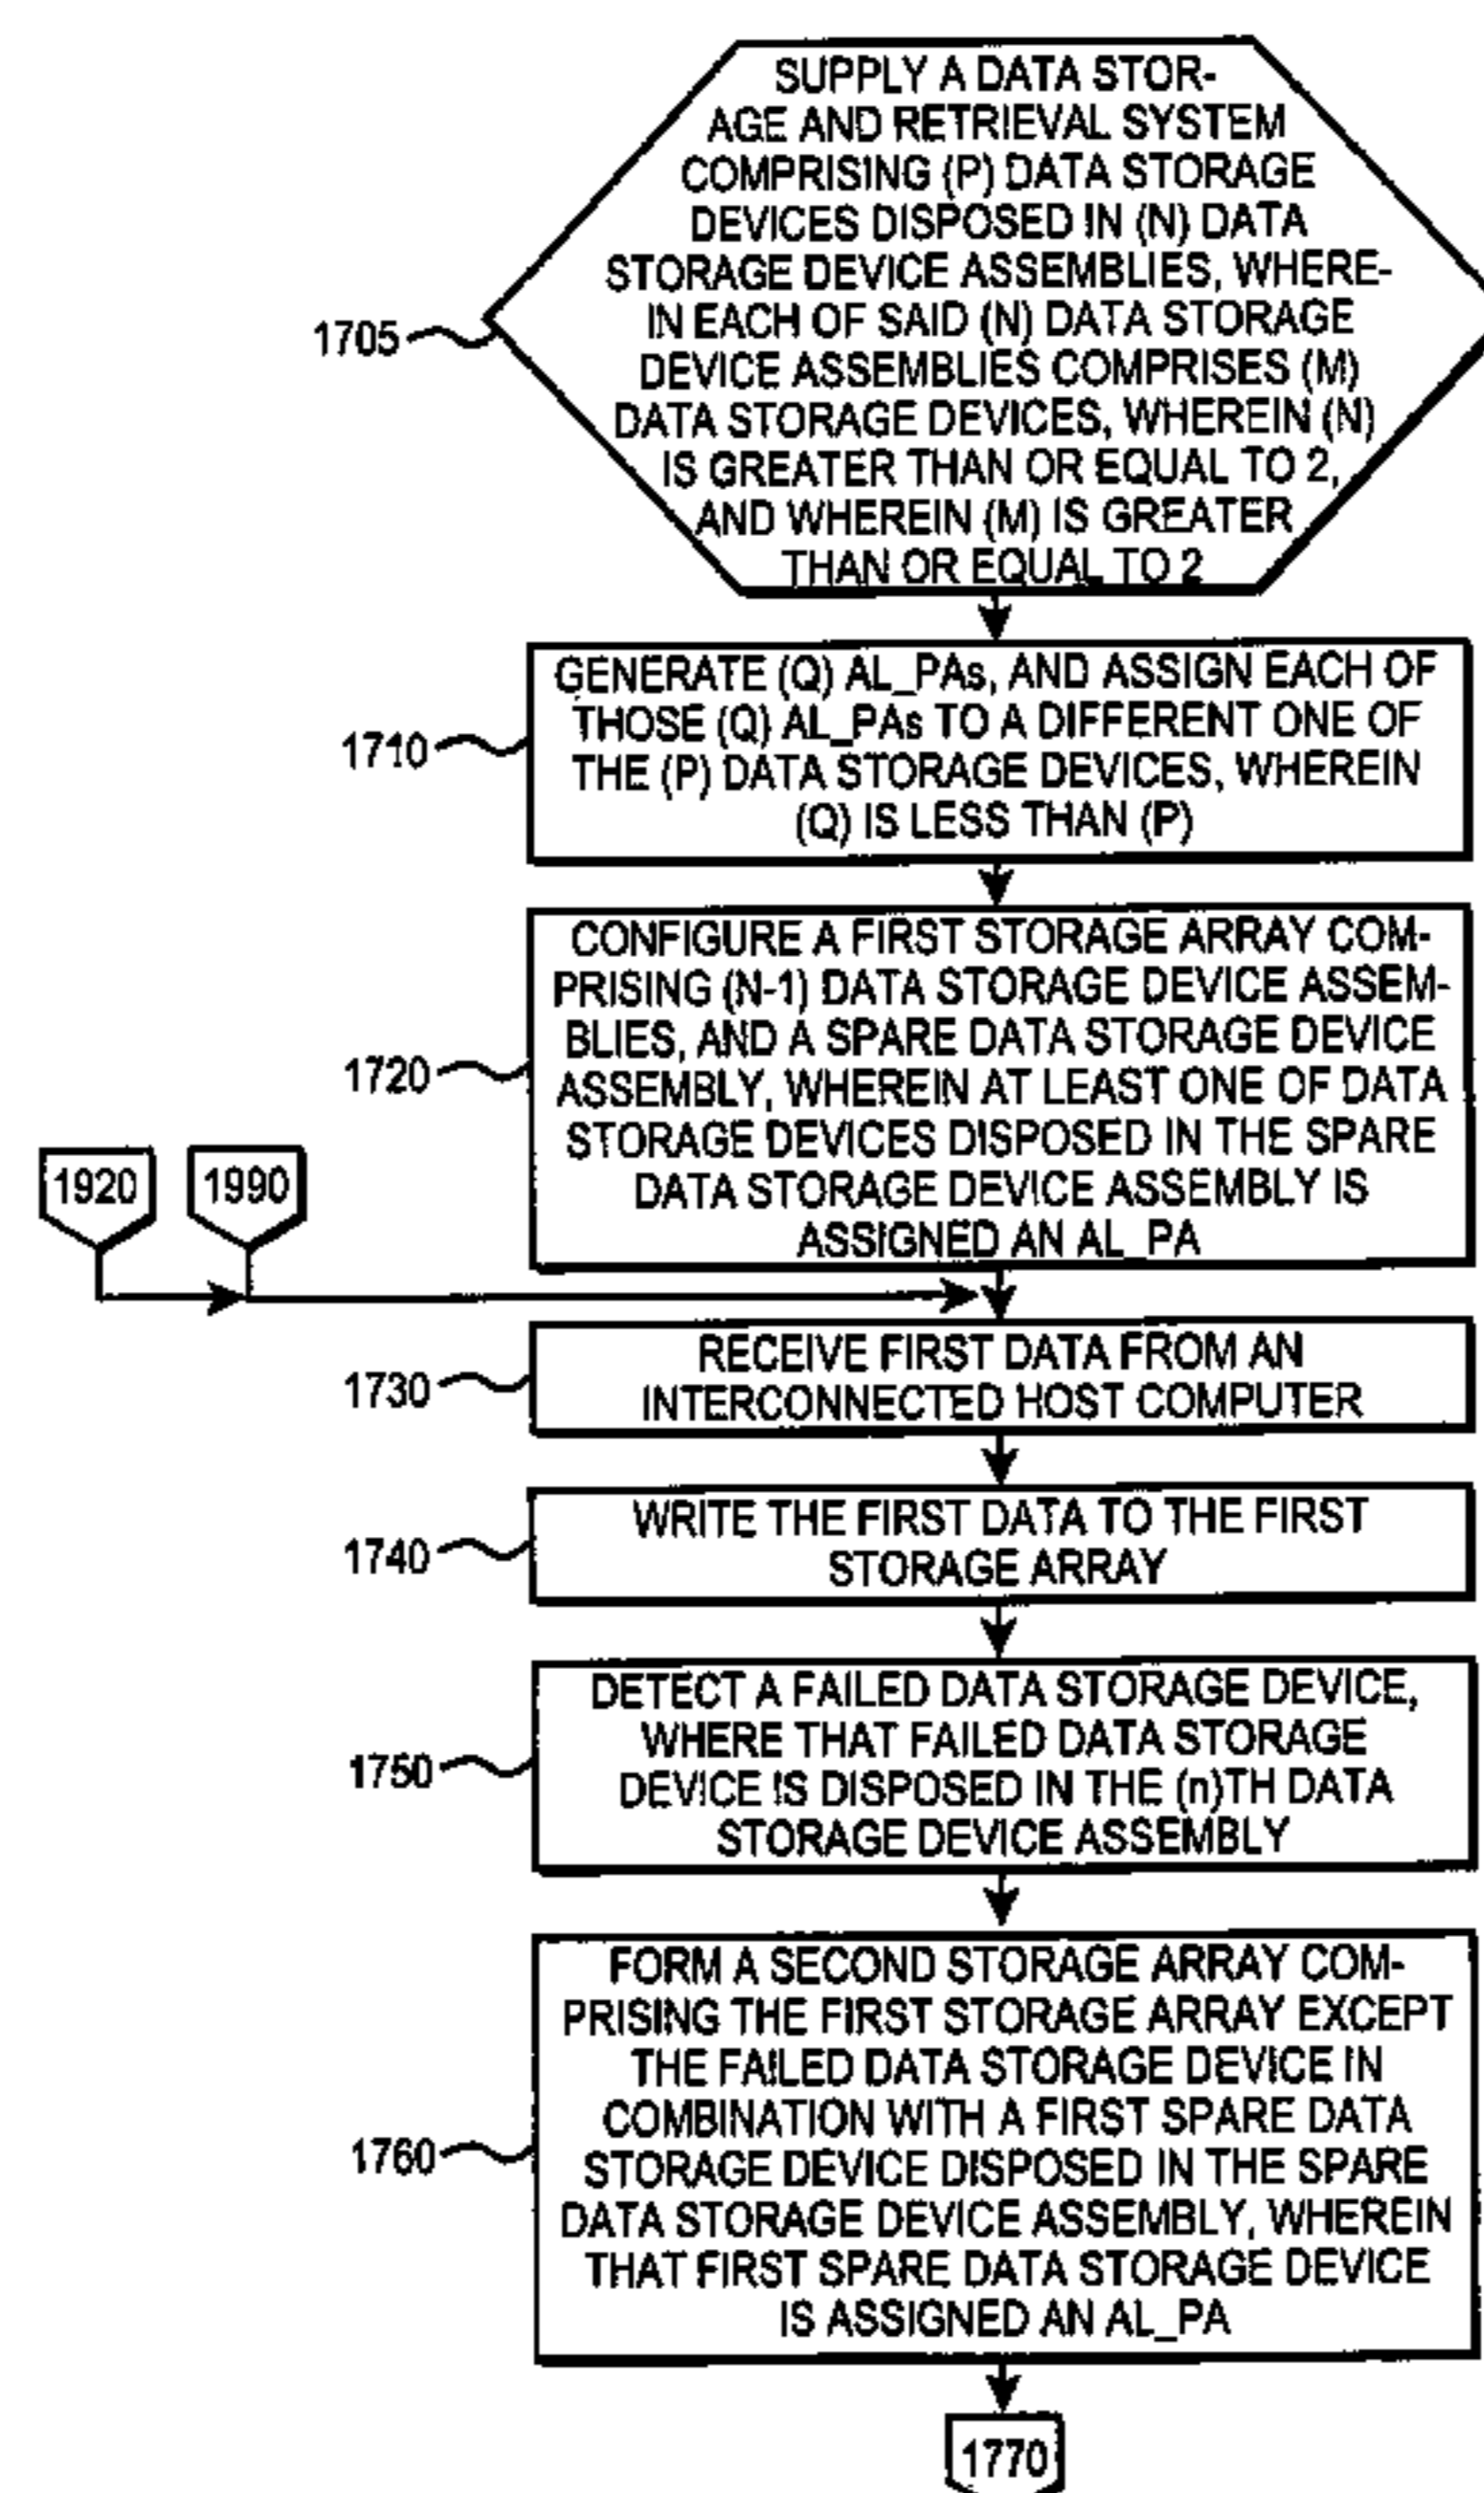 SUPPLY A DATA STOR-
AGE AND RETRIEVAL SYSTEM
COMPRISING (P) DATA STORAGE
DEVICES DISPOSED IN (N) DATA
STORAGE DEVICE ASSEMBLIES, WHERE-
IN EACH OF SAID (N) DATA STORAGE
DEVICE ASSEMBLIES COMPRISES (M)
DATA STORAGE DEVICES, WHEREIN (N)
IS GREATER THAN OR EQUAL TO 2,
AND WHEREIN (M) IS GREATER
THAN OR EQUAL TO 2
1705
GENERATE (Q) AL_PAs, AND ASSIGN EACH OF
THOSE (Q) AL_PAs TO A DIFFERENT ONE OF
THE (P) DATA STORAGE DEVICES, WHEREIN
(Q) IS LESS THAN (P)
1710
CONFIGURE A FIRST STORAGE ARRAY COM-
PRISING (N-1) DATA STORAGE DEVICE ASSEM-
BLIES, AND A SPARE DATA STORAGE DEVICE
ASSEMBLY, WHEREIN AT LEAST ONE OF DATA
STORAGE DEVICES DISPOSED IN THE SPARE
DATA STORAGE DEVICE ASSEMBLY IS
ASSIGNED AN AL_PA
1720
1920
1990
RECEIVE FIRST DATA FROM AN
INTERCONNECTED HOST COMPUTER
1730
WRITE THE FIRST DATA TO THE FIRST
STORAGE ARRAY
1740
DETECT A FAILED DATA STORAGE DEVICE,
WHERE THAT FAILED DATA STORAGE
DEVICE IS DISPOSED IN THE (n)TH DATA
STORAGE DEVICE ASSEMBLY
1750
FORM A SECOND STORAGE ARRAY COM-
PRISING THE FIRST STORAGE ARRAY EXCEPT
THE FAILED DATA STORAGE DEVICE IN
COMBINATION WITH A FIRST SPARE DATA
STORAGE DEVICE DISPOSED IN THE SPARE
DATA STORAGE DEVICE ASSEMBLY, WHEREIN
THAT FIRST SPARE DATA STORAGE DEVICE
IS ASSIGNED AN AL_PA
1760
1770